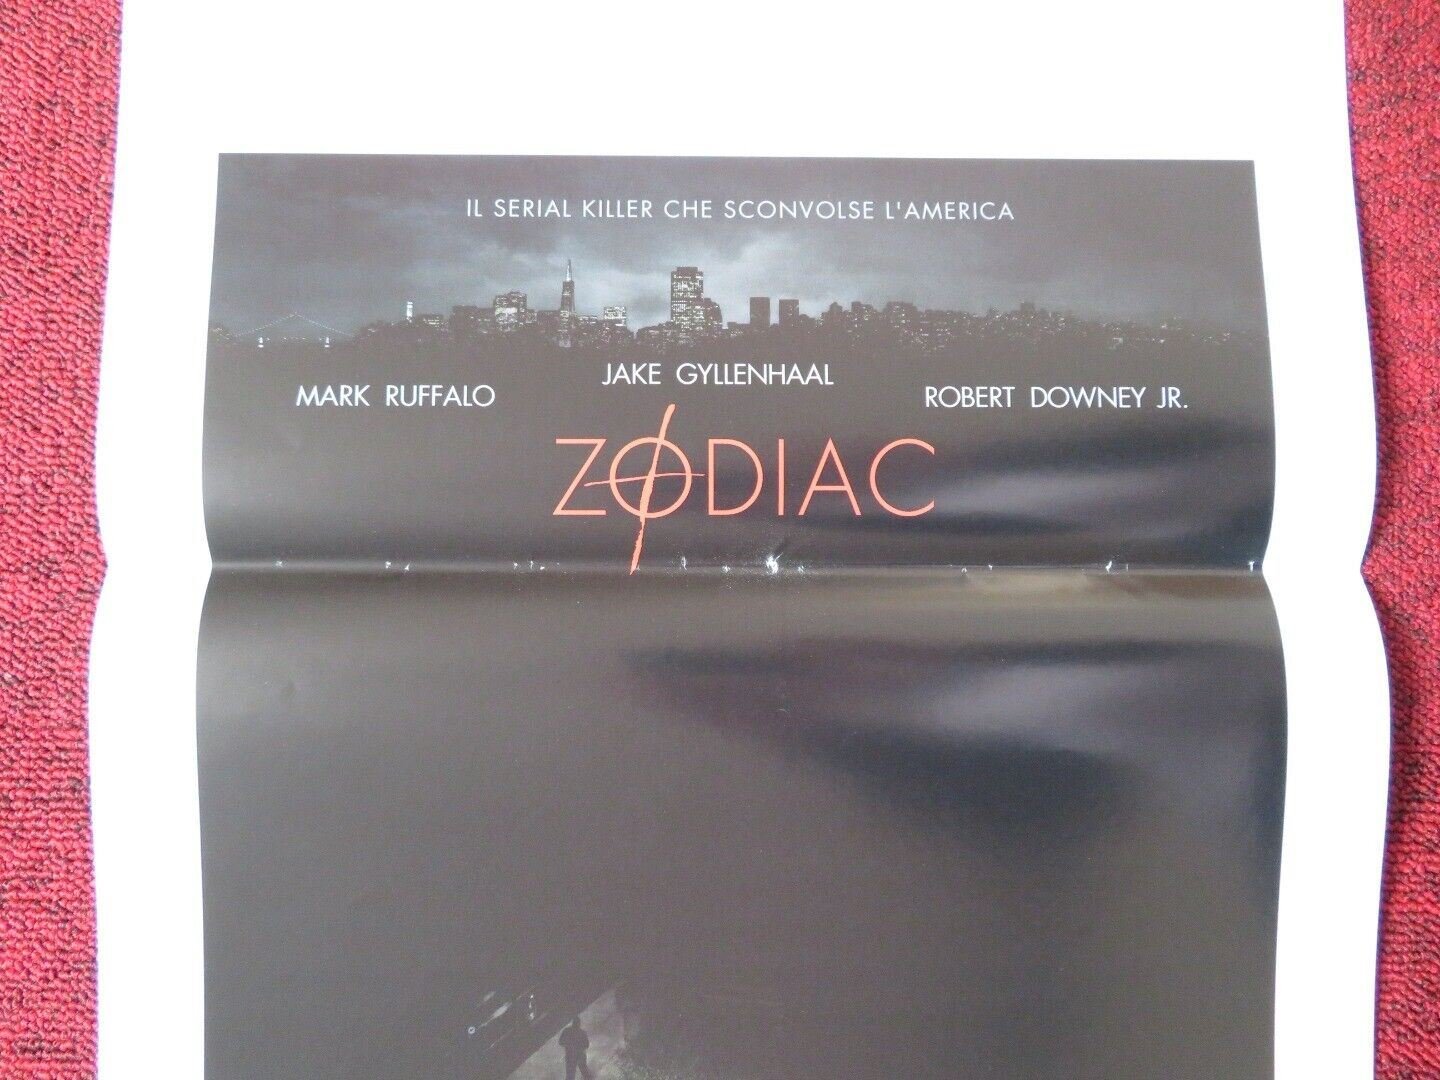 IL SERIAL KILLER CHE SCONVOLSE L'AMERICA
JAKE GYLLENHAAL
MARK RUFFALO ROBERT DOWNEY JR.
ZODIAC